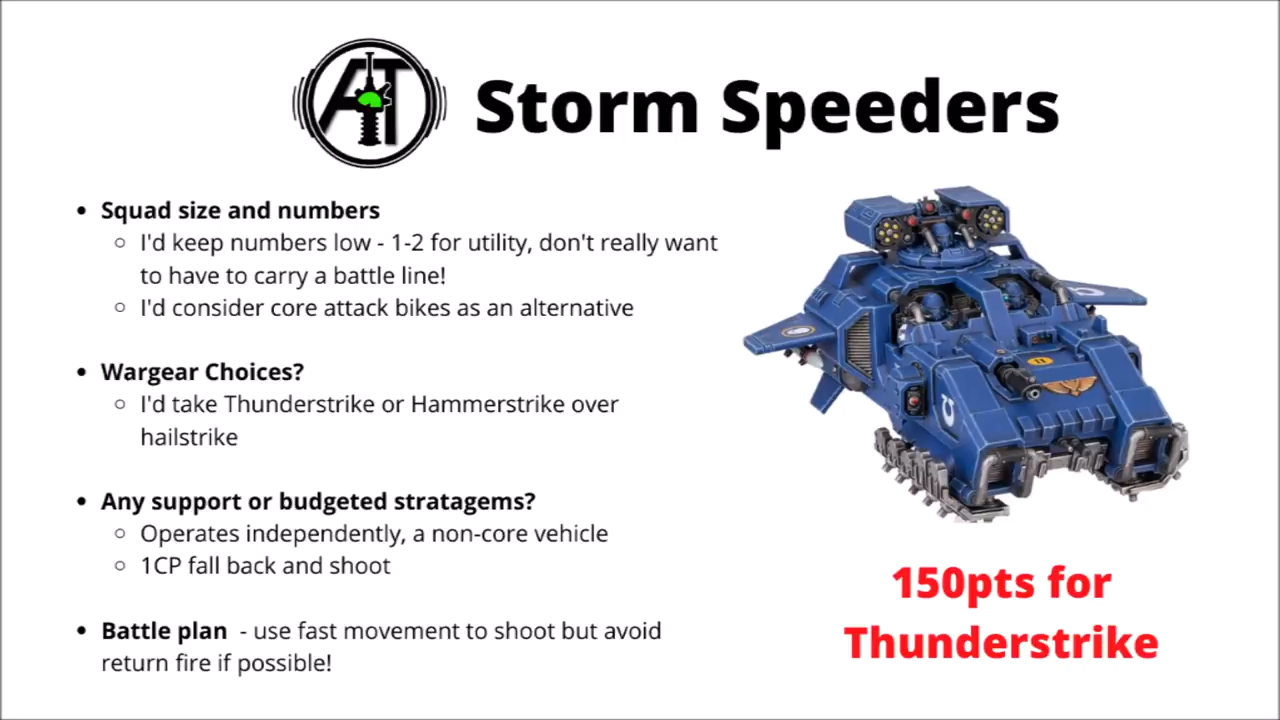 AT
Storm Speeders
Squad size and numbers
I'd keep numbers low - 1-2 for utility, don't really want
to have to carry a battle line!
I'd consider core attack bikes as an alternative
Wargear Choices?
I'd take Thunderstrike or Hammerstrike over
hailstrike
Any support or budgeted stratagems?
Operates independently, a non-core vehicle
1CP fall back and shoot
Battle plan - use fast movement to shoot but avoid
return fire if possible!
150pts for
Thunderstrike